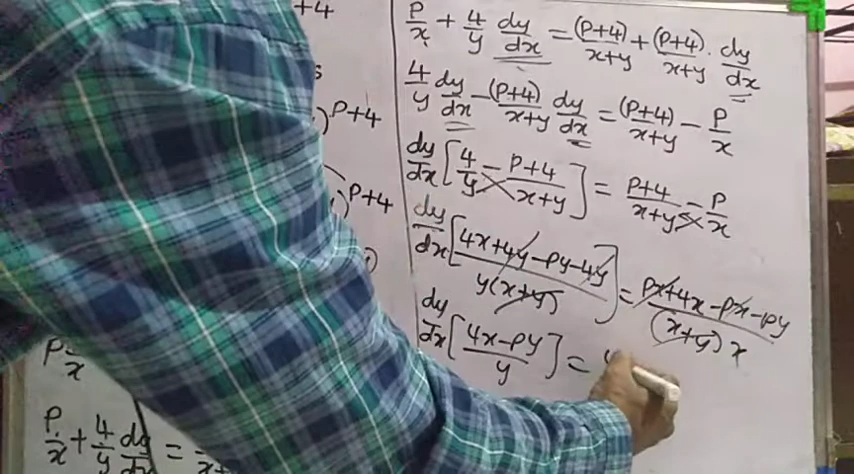 +4
) P+4
) P+4
P/x
P/x + 4/y dy/dx =
P/x + 4/y dy/dx = (P+4)/x+y + (P+4)/x+y . dy/dx
4/y dy/dx - (P+4)/x+y dy/dx = (P+4)/x+y - P/x
dy/dx [4/y - P+4/x+y] = P+4/x+y - P/x
dy/dx [4x+4y-py-4y/y(x+y)] = px+4x-px-py/(x+y)x
dy/dx [4x-py/y] =